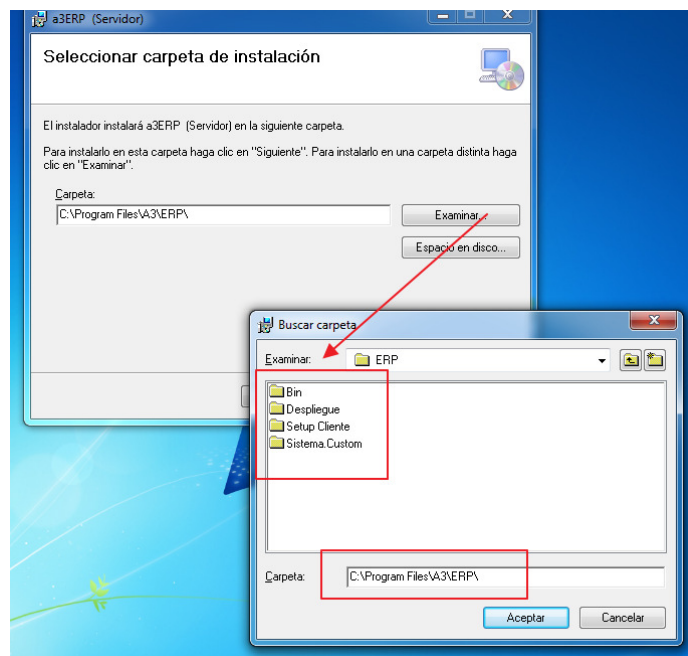 a3ERP (Servidor)
Seleccionar carpeta de instalación
El instalador instalará a3ERP (Servidor) en la siguiente carpeta.
Para instalarlo en esta carpeta haga clic en "Siguiente". Para instalarlo en una carpeta distinta haga
clic en "Examinar".
Carpeta:
C:\Program Files\A3\ERP\
Examinar...
Espacio en disco...
Buscar carpeta
Examinar:
ERP
Bin
Despliegue
Setup Cliente
Sistema.Custom
Carpeta:
C:\Program Files\A3\ERP\
Aceptar
Cancelar